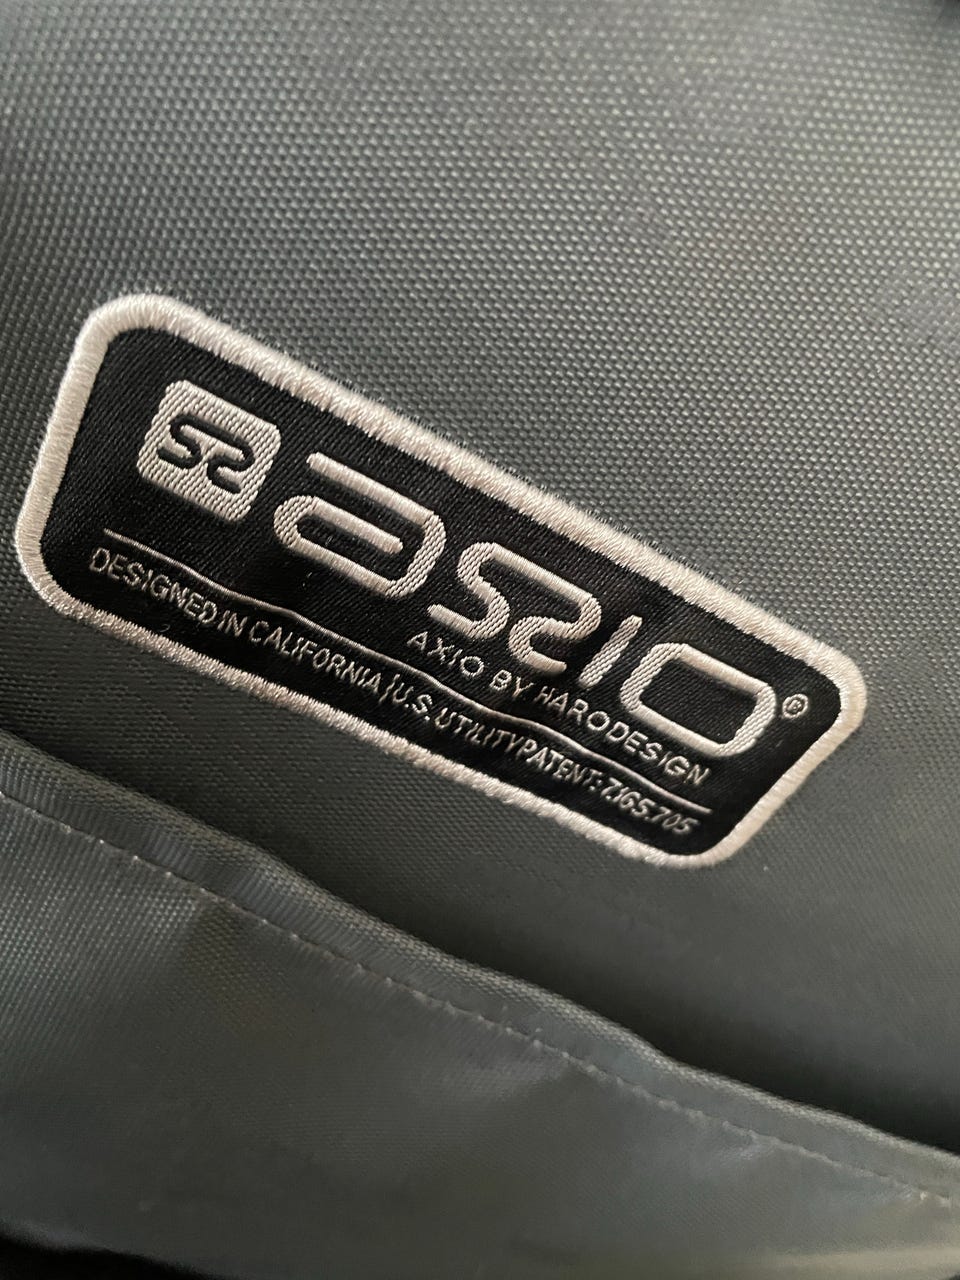 axio®
AXIO BY HARODESIGN
DESIGNED IN CALIFORNIA | U.S. UTILITY PATENT: 7,165,705